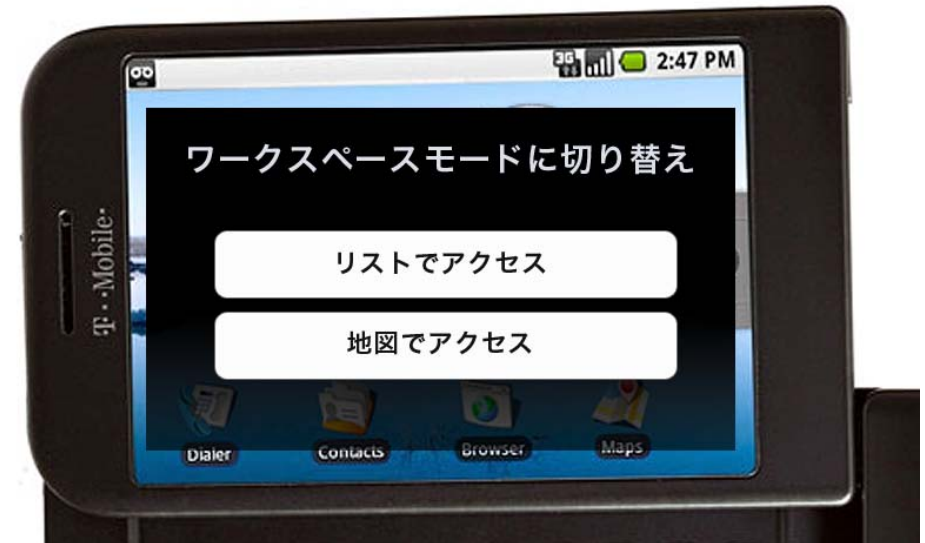 3G
2:47 PM
ワークスペースモードに切り替え
リストでアクセス
地図でアクセス
Dialer
Contacts
Browser
Maps
T··Mobile·